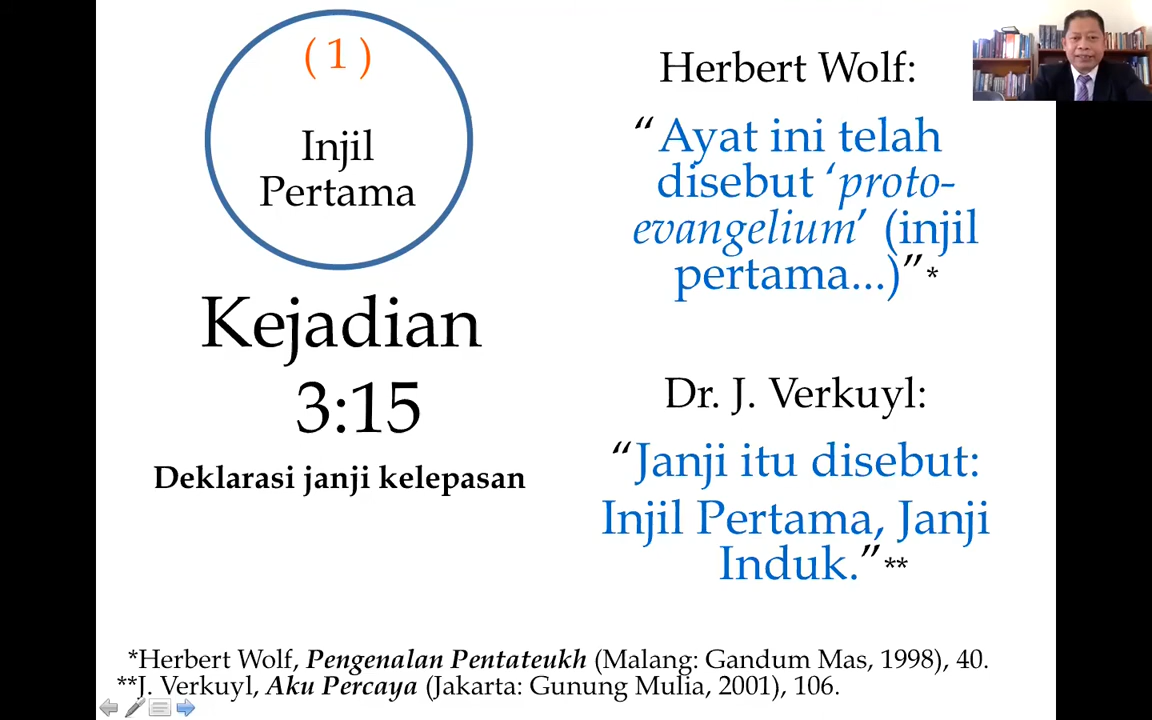 ( 1 )
Injil
Pertama
Kejadian
3:15
Deklarasi janji kelepasan
Herbert Wolf:
“Ayat ini telah
disebut ‘proto-
evangelium’ (injil
pertama...)”*
Dr. J. Verkuyl:
“Janji itu disebut:
Injil Pertama, Janji
Induk.”**
*Herbert Wolf, Pengenalan Pentateukh (Malang: Gandum Mas, 1998), 40.
**J. Verkuyl, Aku Percaya (Jakarta: Gunung Mulia, 2001), 106.